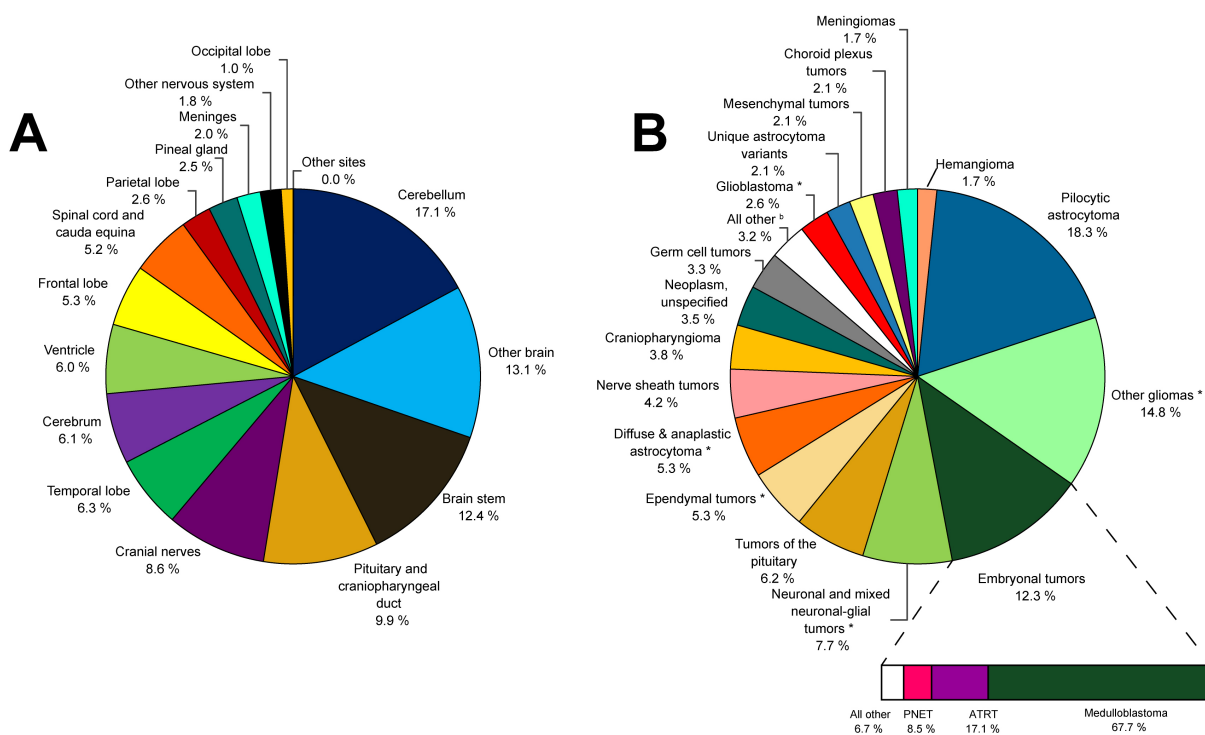 A
Occipital lobe
1.0 %
Other nervous system
1.8 %
Meninges
2.0 %
Pineal gland
2.5 %
Parietal lobe
2.6 %
Spinal cord and
cauda equina
5.2 %
Frontal lobe
5.3 %
Ventricle
6.0 %
Cerebrum
6.1 %
Temporal lobe
6.3 %
Cranial nerves
8.6 %
Pituitary and
craniopharyngeal
duct
9.9 %
Brain stem
12.4 %
Other brain
13.1 %
Cerebellum
17.1 %
Other sites
0.0 %
B
Meningiomas
1.7 %
Choroid plexus
tumors
2.1 %
Mesenchymal tumors
2.1 %
Unique astrocytoma
variants
2.1 %
Glioblastoma *
2.6 %
All other ᵇ
3.2 %
Germ cell tumors
3.3 %
Neoplasm,
unspecified
3.5 %
Craniopharyngioma
3.8 %
Nerve sheath tumors
4.2 %
Diffuse & anaplastic
astrocytoma *
5.3 %
Ependymal tumors *
5.3 %
Tumors of the
pituitary
6.2 %
Neuronal and mixed
neuronal-glial
tumors *
7.7 %
Embryonal tumors
12.3 %
Other gliomas *
14.8 %
Pilocytic
astrocytoma
18.3 %
Hemangioma
1.7 %
All other
6.7 %
PNET
8.5 %
ATRT
17.1 %
Medulloblastoma
67.7 %